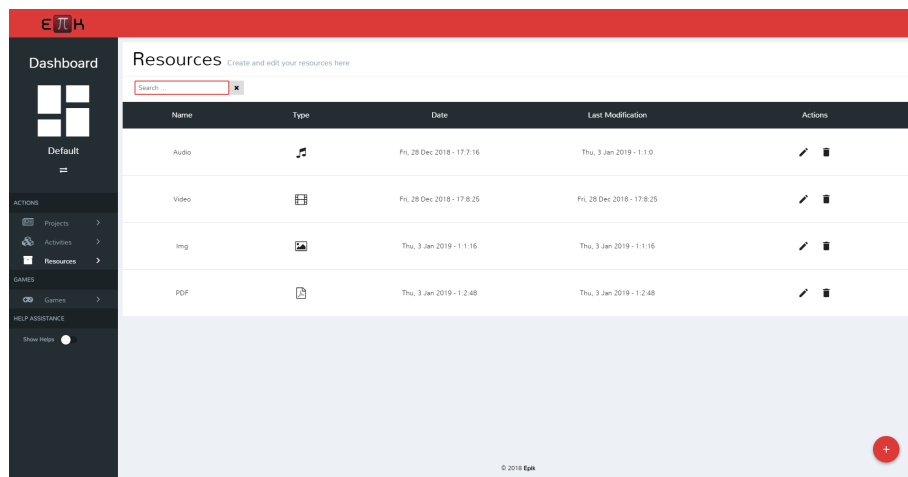 EπK
Dashboard
Default
ACTIONS
Projects
Activities
Resources
GAMES
Games
HELP ASSISTANCE
Show Helps
Resources Create and edit your resources here
Search ...
Name Type Date Last Modification Actions
Audio Fri, 28 Dec 2018 - 17:7:16 Thu, 3 Jan 2019 - 1:1:0
Video Fri, 28 Dec 2018 - 17:8:25 Fri, 28 Dec 2018 - 17:8:25
Img Thu, 3 Jan 2019 - 1:1:16 Thu, 3 Jan 2019 - 1:1:16
PDF Thu, 3 Jan 2019 - 1:2:48 Thu, 3 Jan 2019 - 1:2:48
© 2018 Epik